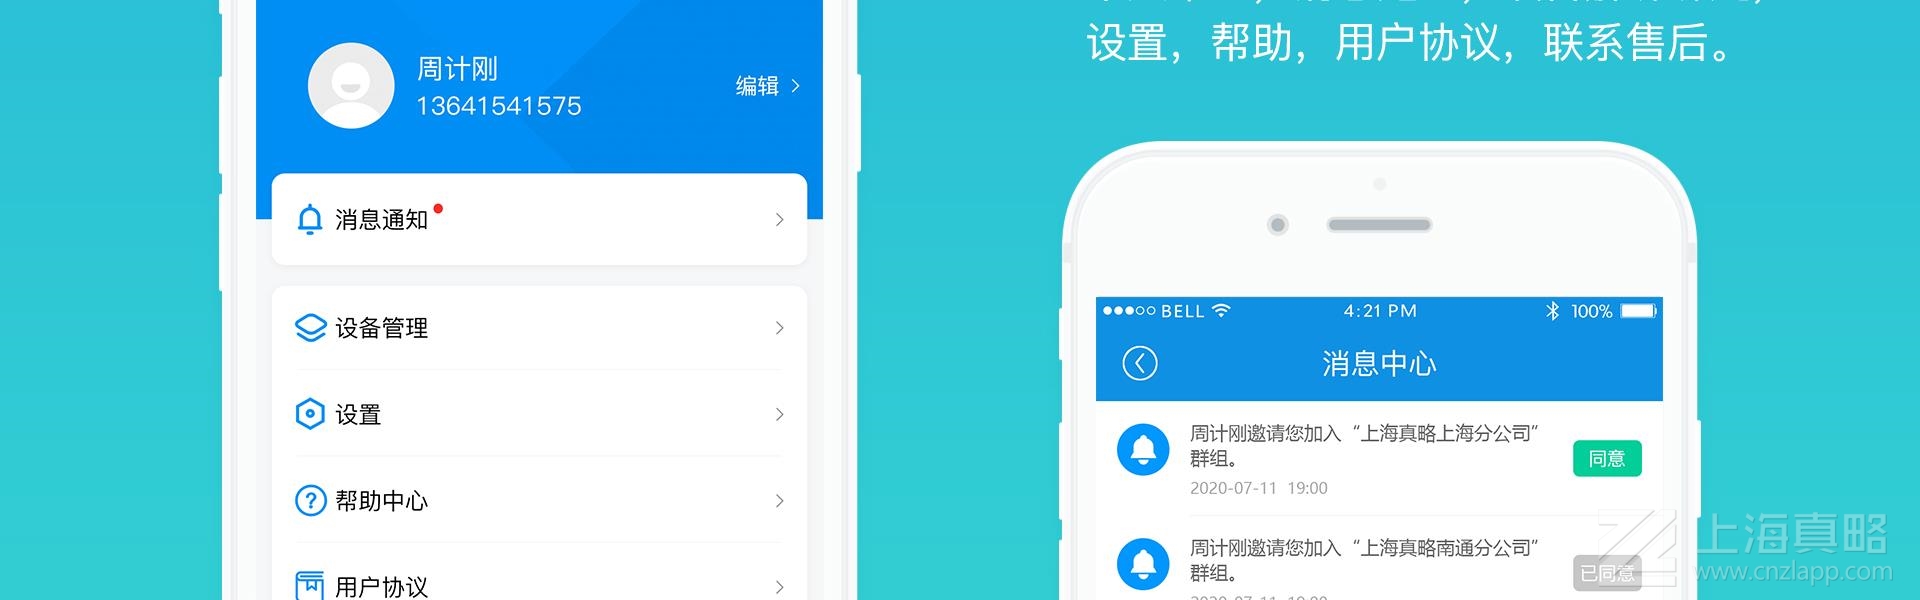 周计刚
13641541575
编辑
消息通知
设备管理
设置
帮助中心
用户协议
设置，帮助，用户协议，联系售后。
BELL
4:21 PM
100%
消息中心
周计刚邀请您加入“上海真略上海分公司”
群组。
同意
2020-07-11 19:00
周计刚邀请您加入“上海真略南通分公司”
群组。
已同意
上海真略
www.cnzlapp.com